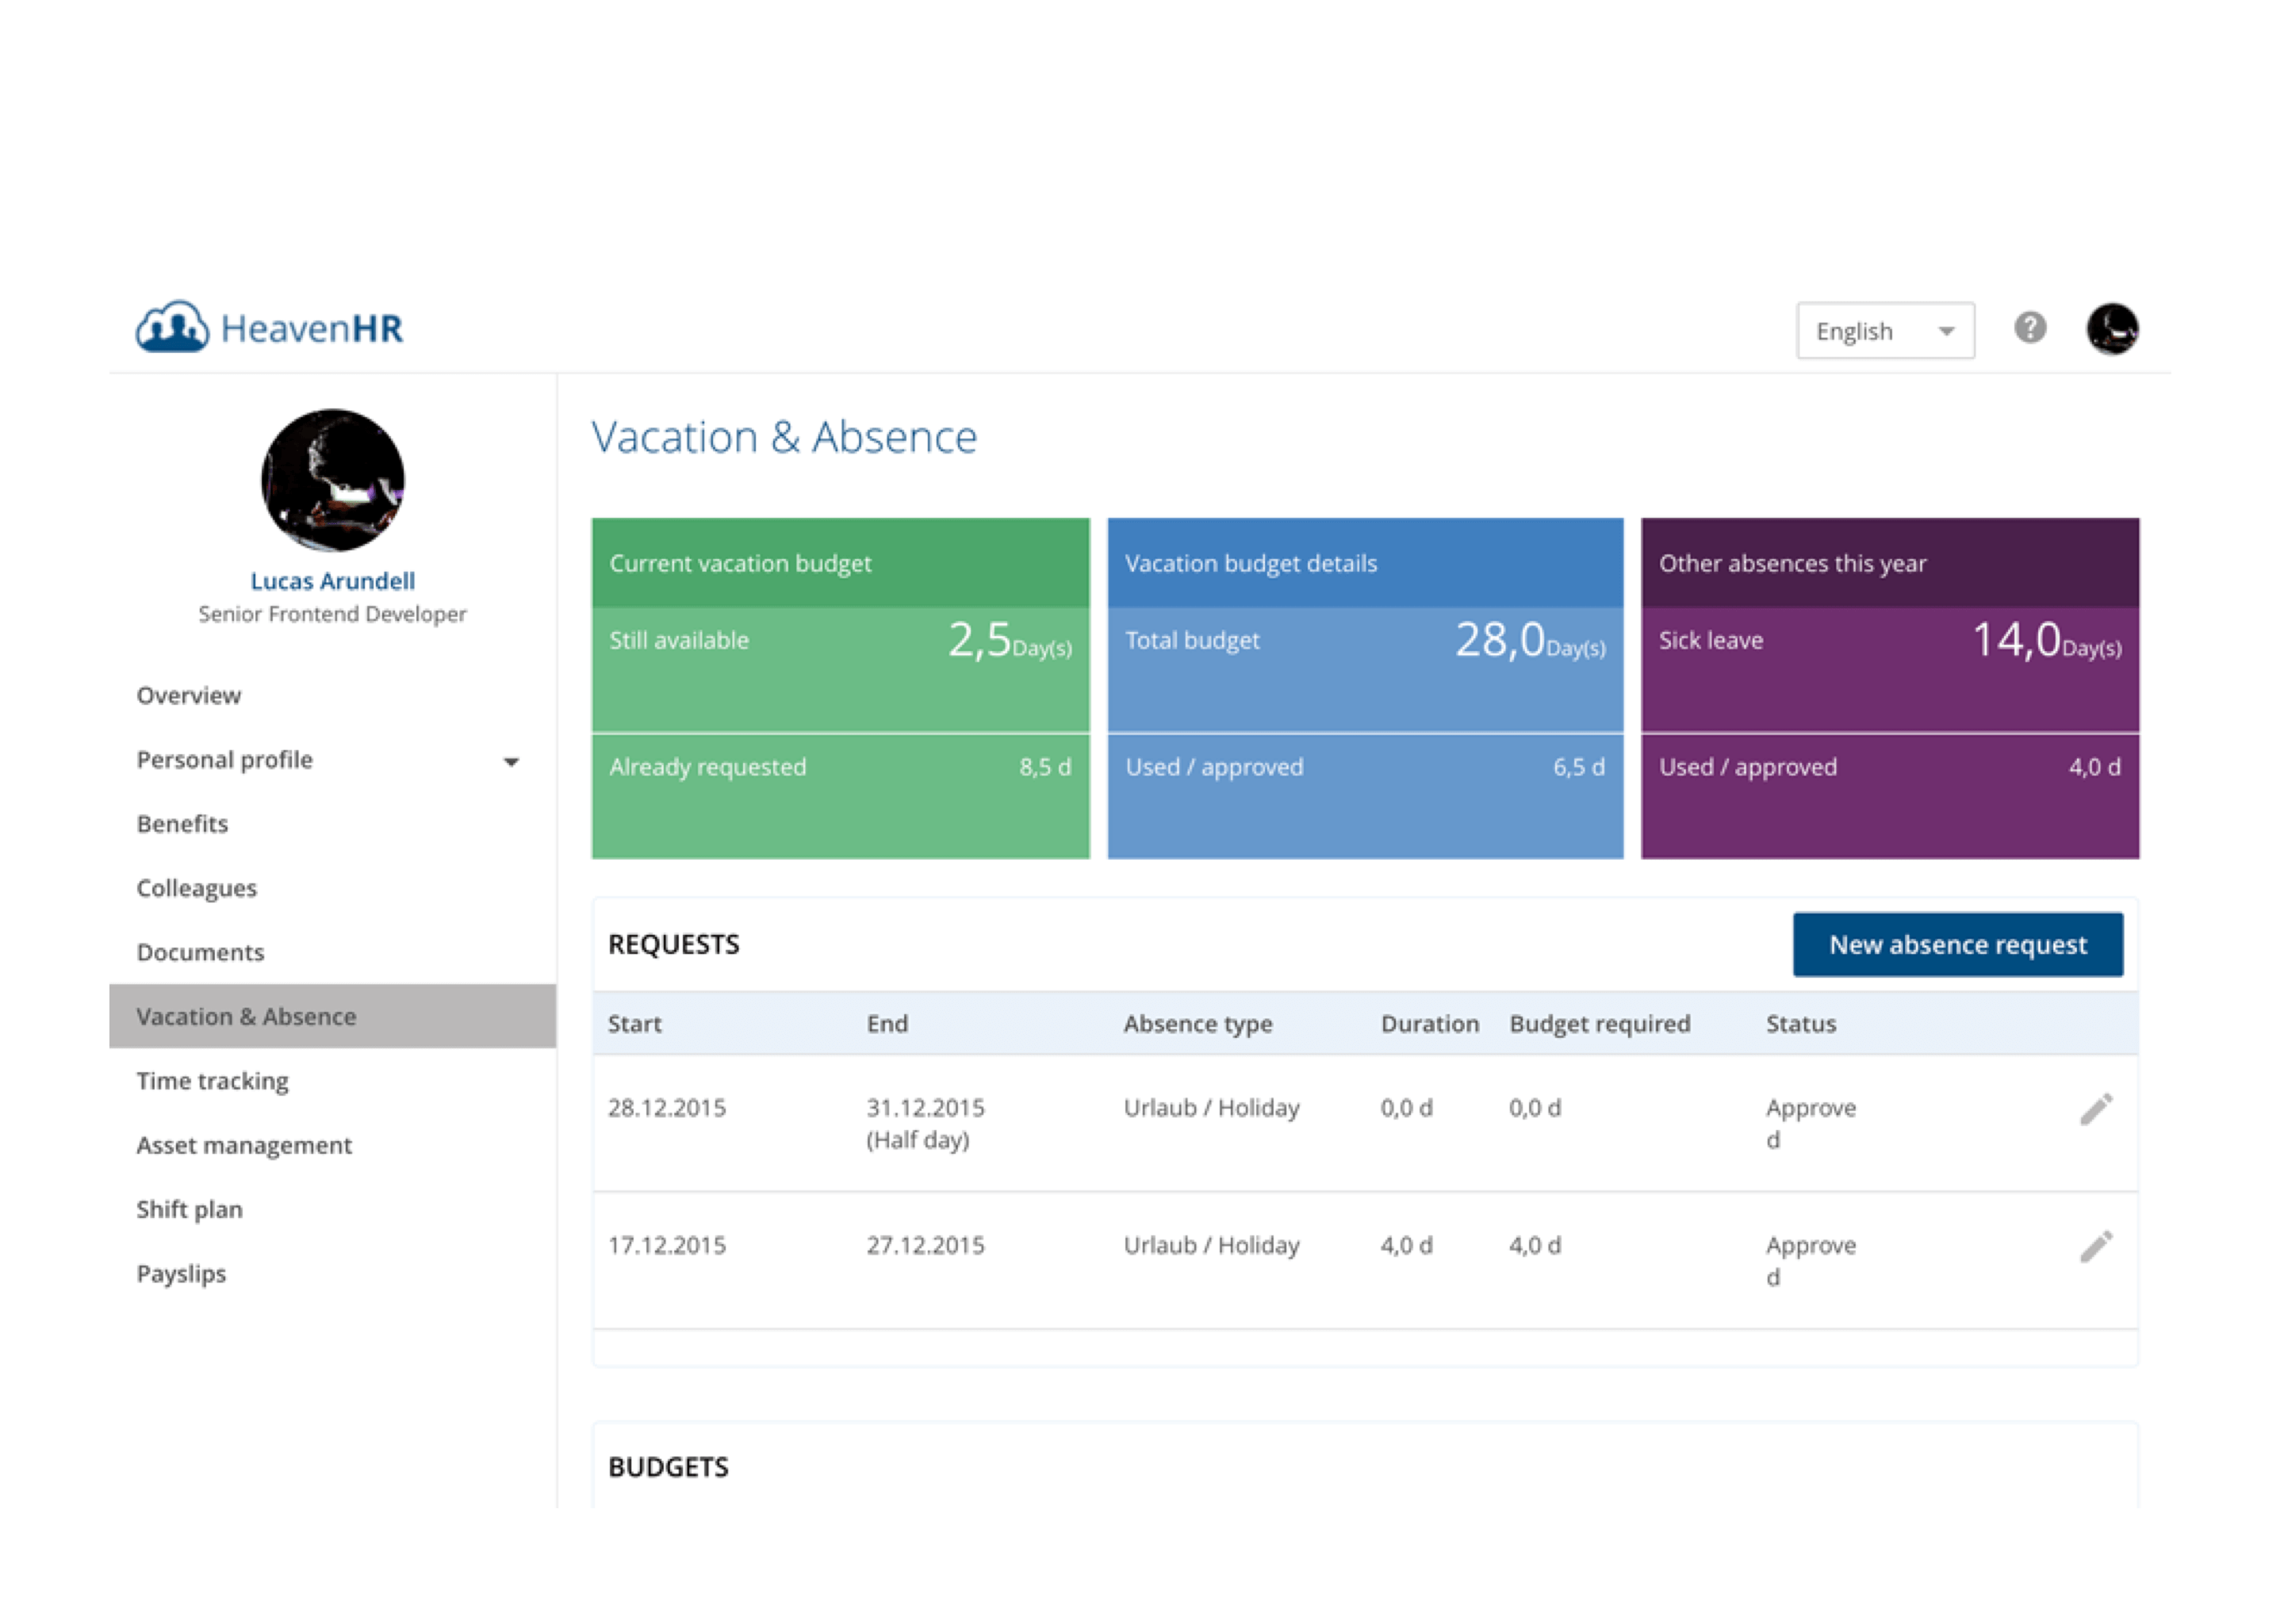 HeavenHR
English
?
Lucas Arundell
Senior Frontend Developer
Overview
Personal profile
Benefits
Colleagues
Documents
Vacation & Absence
Time tracking
Asset management
Shift plan
Payslips
Vacation & Absence
Current vacation budget
Still available 2,5Day(s)
Already requested 8,5 d
Vacation budget details
Total budget 28,0Day(s)
Used / approved 6,5 d
Other absences this year
Sick leave 14,0Day(s)
Used / approved 4,0 d
REQUESTS
New absence request
Start End Absence type Duration Budget required Status
28.12.2015 31.12.2015 Urlaub / Holiday 0,0 d 0,0 d Approve
(Half day) d
17.12.2015 27.12.2015 Urlaub / Holiday 4,0 d 4,0 d Approve
d
BUDGETS